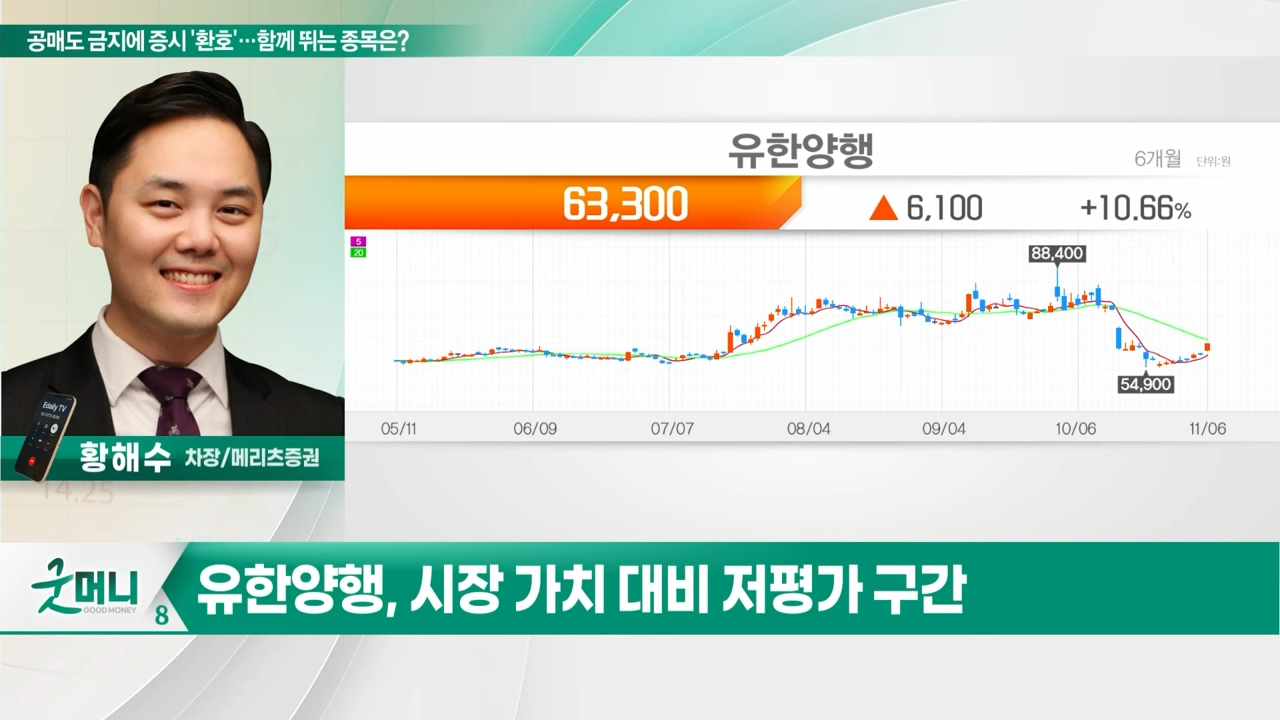 공매도 금지에 증시 '환호'…함께 뛰는 종목은?
유한양행
6개월 단위:원
63,300 ▲ 6,100 +10.66%
5
20
88,400
54,900
05/11 06/09 07/07 08/04 09/04 10/06 11/06
Edaily TV
황해수 차장/메리츠증권
14.25
굿머니
GOOD MONEY
8
유한양행, 시장 가치 대비 저평가 구간